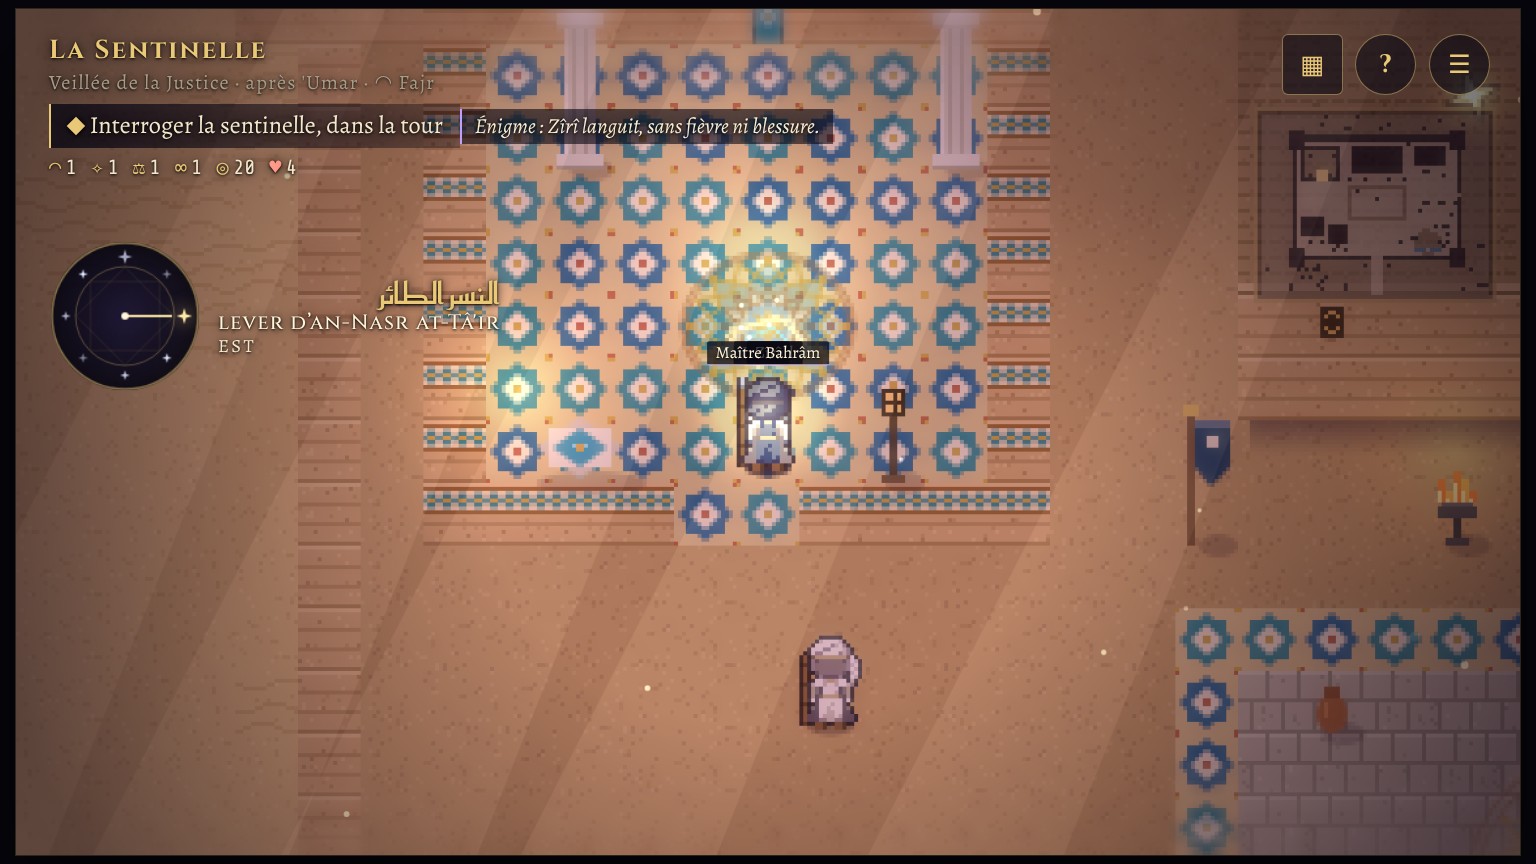 La Sentinelle
Veillée de la Justice · après 'Umar · ◠ Fajr
◆ Interroger la sentinelle, dans la tour
Énigme : Zîrî languit, sans fièvre ni blessure.
◠1 ✧1 ⚖1 ∞1 ◎20 ♥4
▦ ? ☰
النسر الطائر
LEVER D'AN-NASR AT-TÂ'IR
EST
Maître Bahrâm